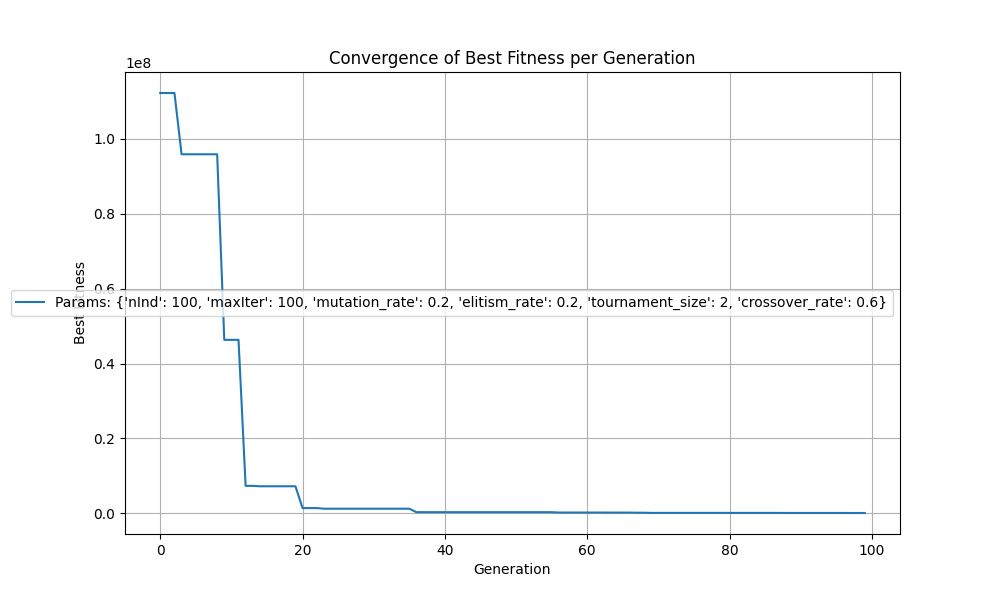 Convergence of Best Fitness per Generation
1e8
1.0
0.8
0.6
Params: {'nInd': 100, 'maxIter': 100, 'mutation_rate': 0.2, 'elitism_rate': 0.2, 'tournament_size': 2, 'crossover_rate': 0.6}
0.4
0.2
0.0
Best Fitness
0 20 40 60 80 100
Generation